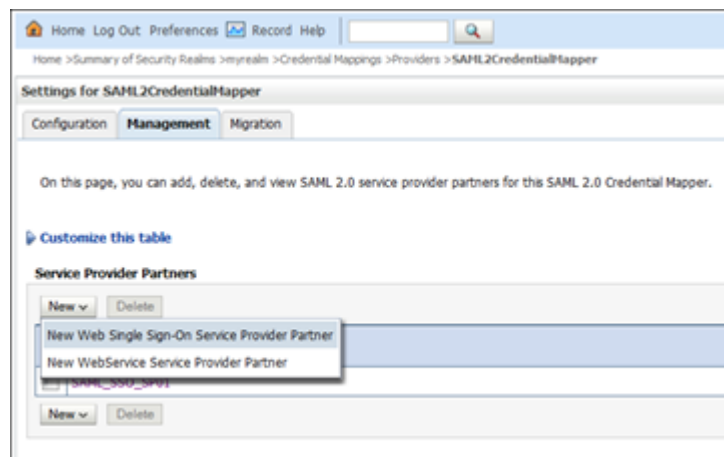 Home Log Out Preferences Record Help
Home >Summary of Security Realms >myrealm >Credential Mappings >Providers >SAML2CredentialMapper
Settings for SAML2CredentialMapper
Configuration Management Migration
On this page, you can add, delete, and view SAML 2.0 service provider partners for this SAML 2.0 Credential Mapper.
Customize this table
Service Provider Partners
New Delete
New Web Single Sign-On Service Provider Partner
New WebService Service Provider Partner
SAML_SSO_SP01
New Delete